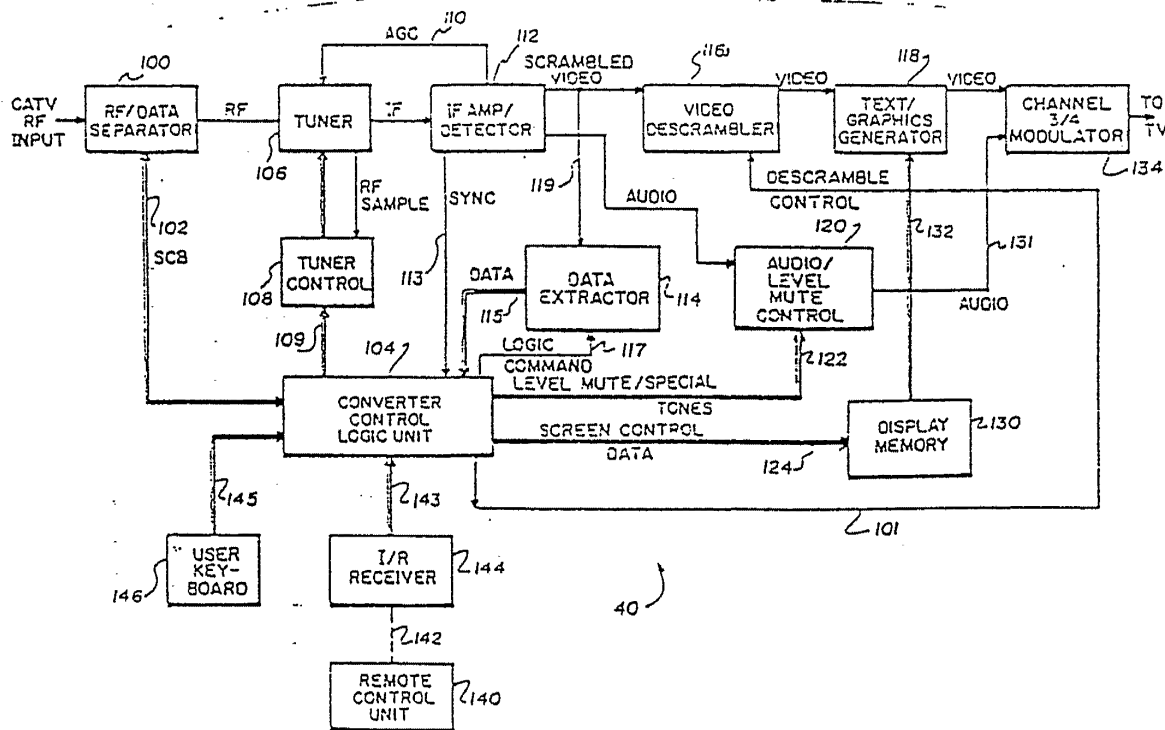 110
AGC
112
100
SCRAMBLED
VIDEO
116
VIDEO
118
VIDEO
CATV
RF
INPUT
RF/DATA
SEPARATOR
RF
TUNER
IF
IF AMP/
DETECTOR
VIDEO
DESCRAMBLER
TEXT/
GRAPHICS
GENERATOR
CHANNEL
3/4
MODULATOR
TO
TV
106
119
134
102
SCB
RF
SAMPLE
SYNC
AUDIO
DESCRAMBLE
CONTROL
132
120
108
TUNER
CONTROL
113
DATA
115
DATA
EXTRACTOR
114
AUDIO/
LEVEL
MUTE
CONTROL
131
AUDIO
109
104
LOGIC
COMMAND
117
122
LEVEL MUTE/SPECIAL
TONES
CONVERTER
CONTROL
LOGIC UNIT
SCREEN CONTROL
DATA
124
DISPLAY
MEMORY
130
145
143
101
146
USER
KEY-
BOARD
I/R
RECEIVER
144
40
142
REMOTE
CONTROL
UNIT
140